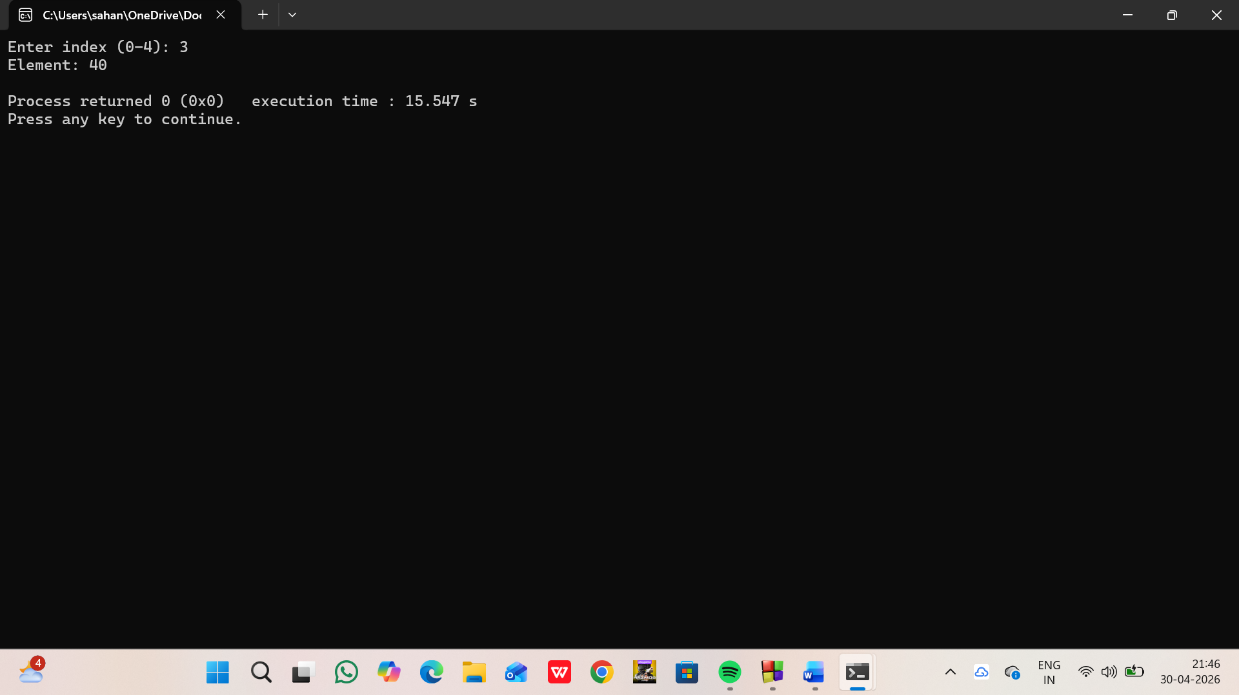 C:\Users\sahan\OneDrive\Doc
Enter index (0-4): 3
Element: 40
Process returned 0 (0x0)   execution time : 15.547 s
Press any key to continue.
4
ENG
IN
21:46
30-04-2026